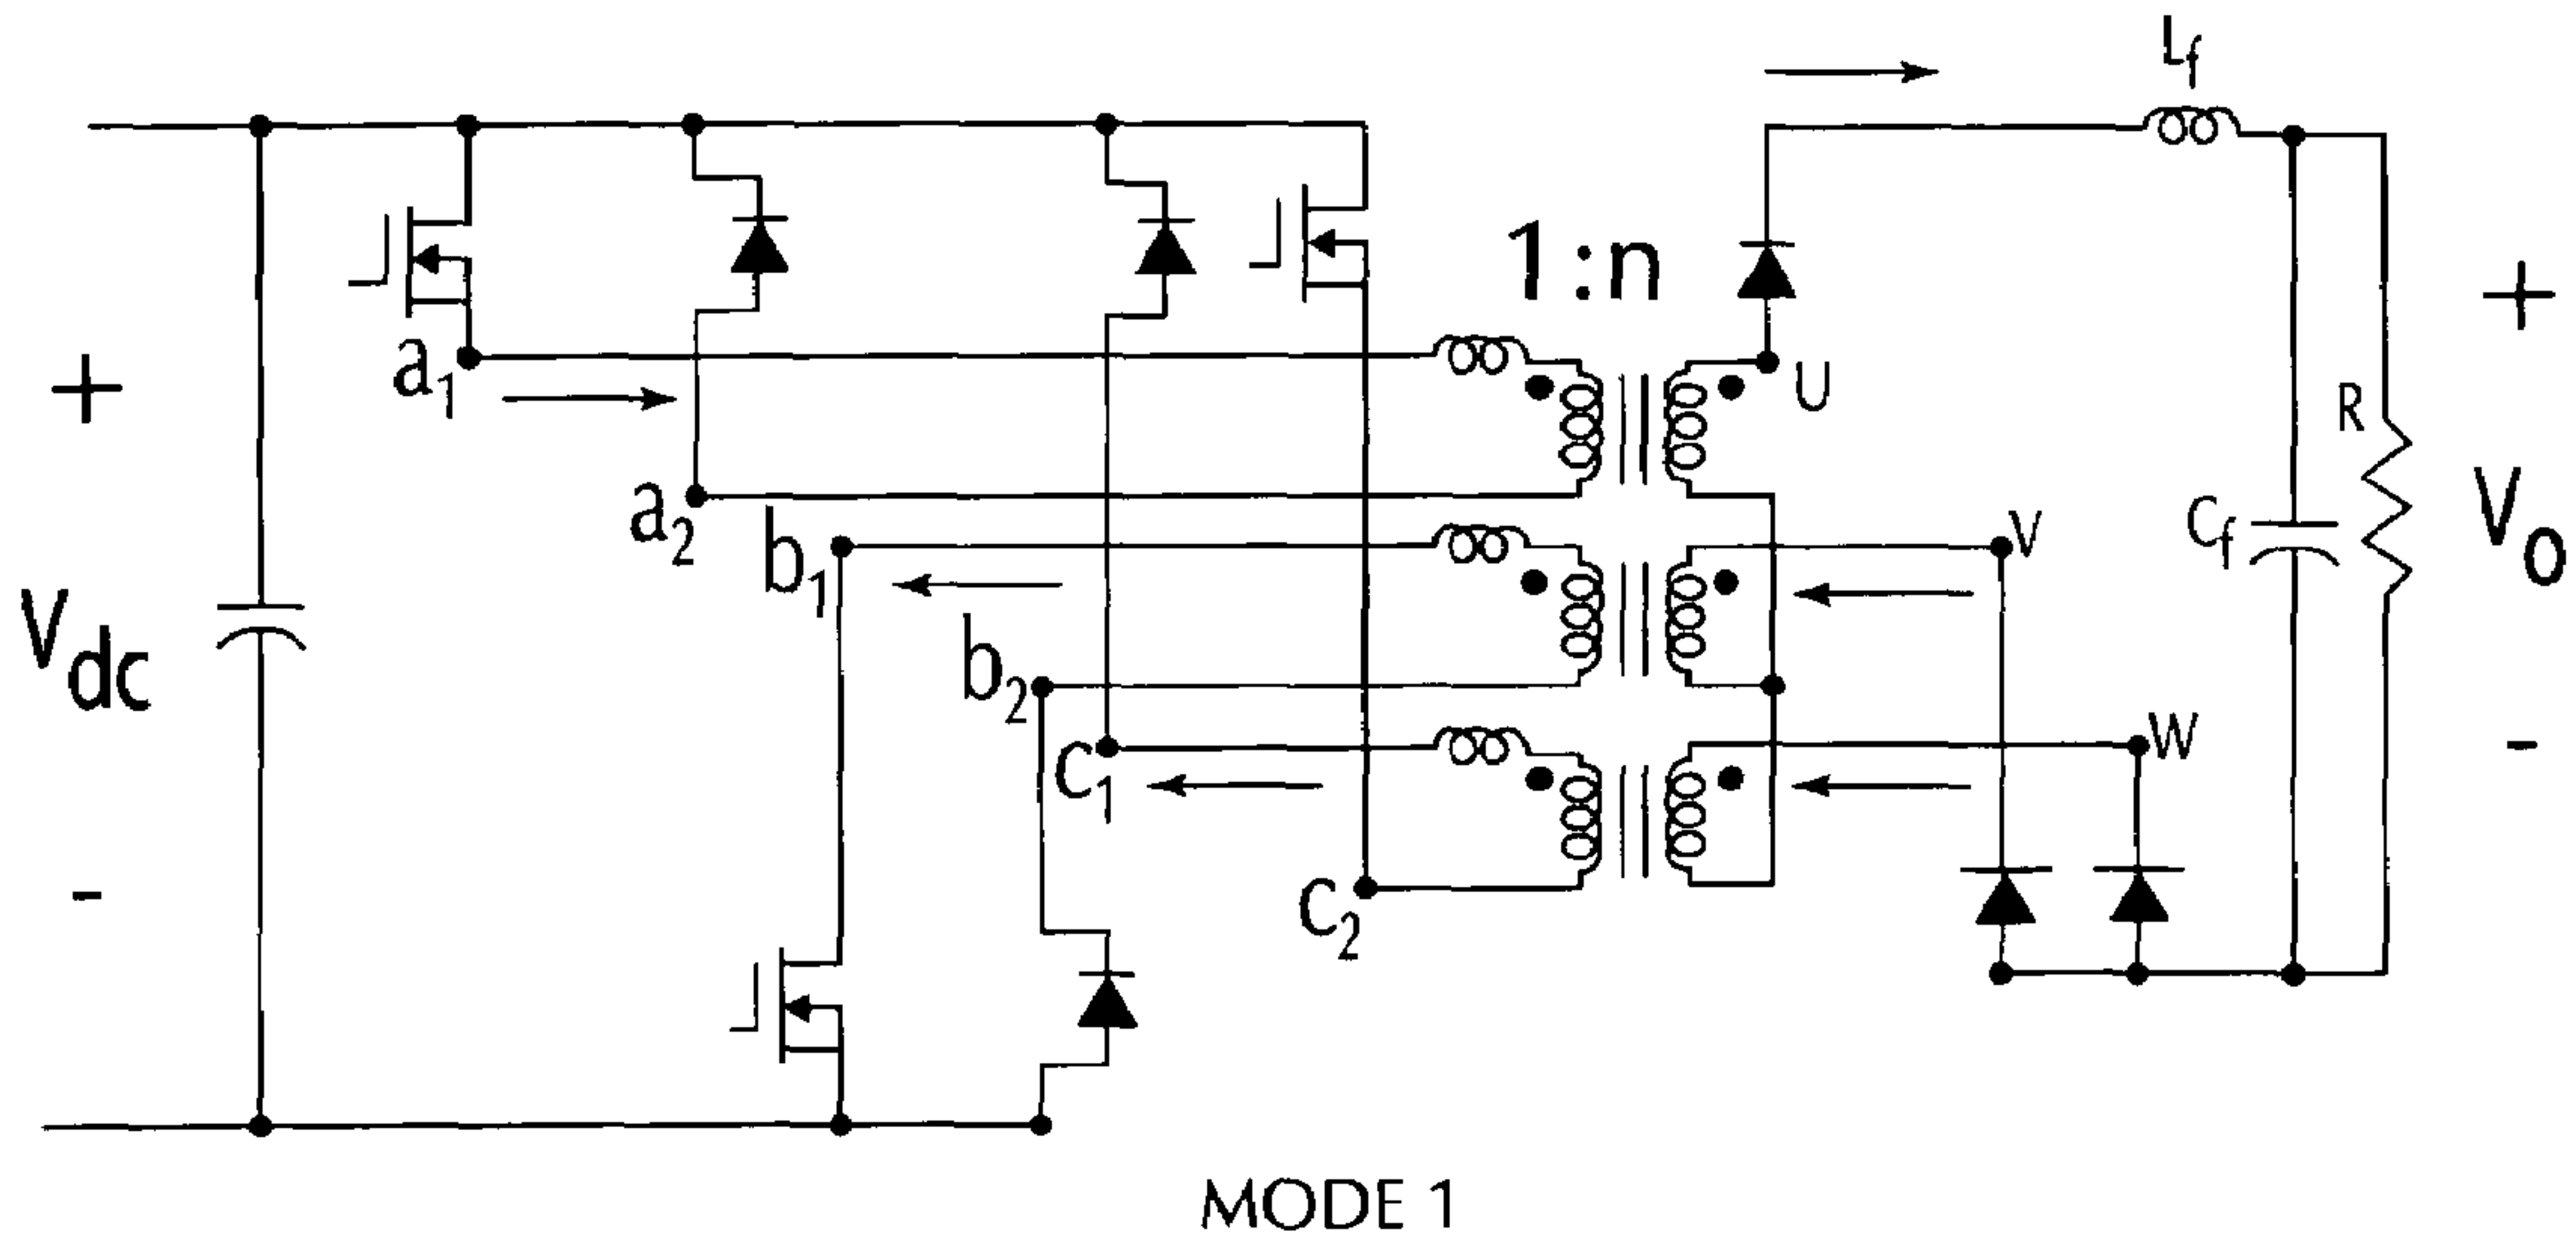 L_f
1:n
+
+
a_1
U
R
a_2
b_1
V
C_f
V_o
V_dc
b_2
W
c_1
-
-
c_2
MODE 1